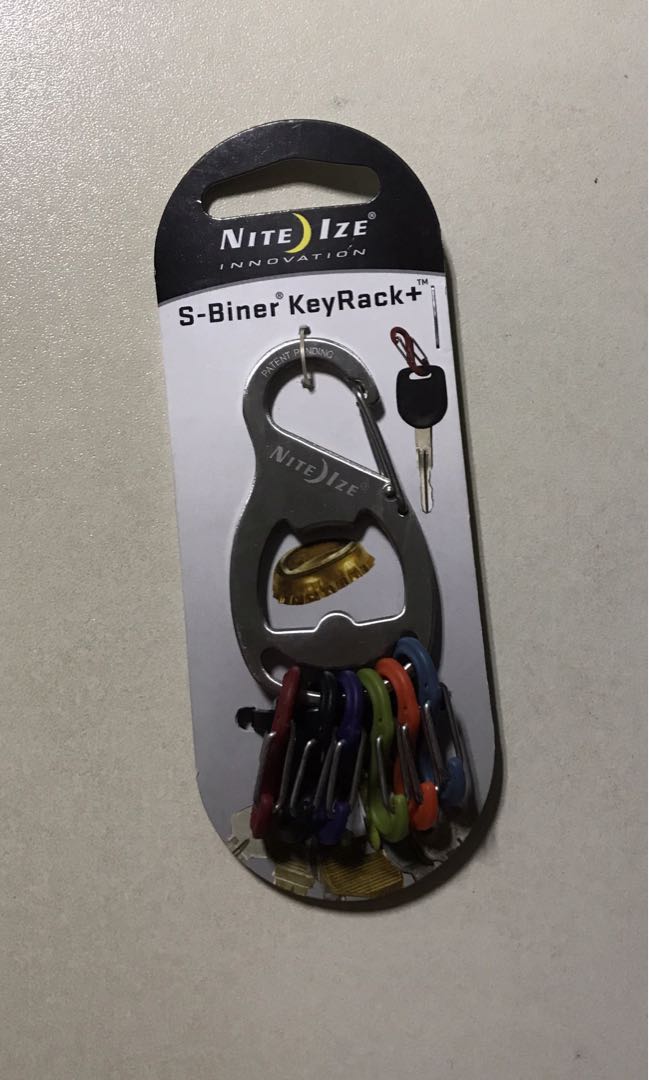 NITE IZE®
INNOVATION
S-Biner® KeyRack+™
PATENT PENDING
NITE IZE®